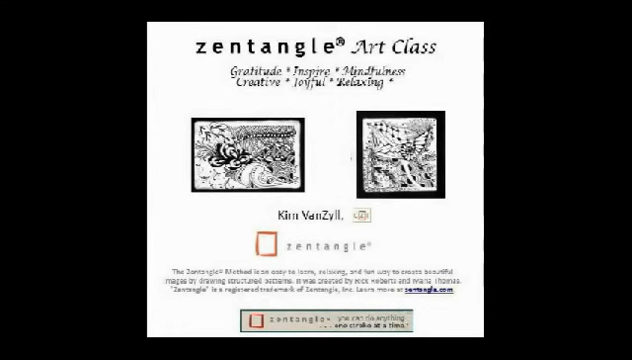 zentangle® Art Class
Gratitude * Inspire * Mindfulness
Creative * Joyful * Relaxing *
Kim VanZyll,
zentangle®
The Zentangle® Method is an easy to learn, relaxing, and fun way to create beautiful
images by drawing structured patterns. It was created by Rick Roberts and Maria Thomas.
"Zentangle" is a registered trademark of Zentangle, Inc. Learn more at zentangle.com
zentangle® you can do anything
... one stroke at a time.™